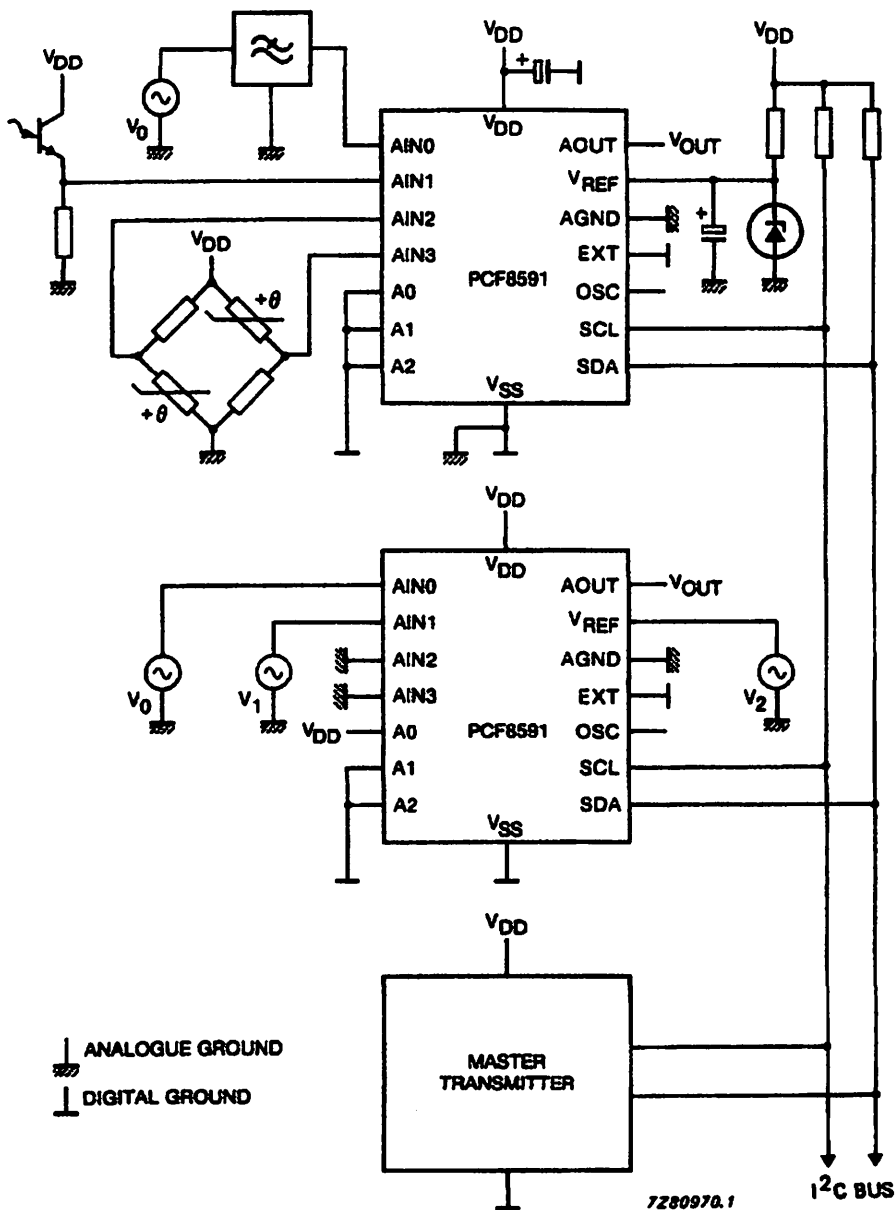 VDD
V0
VDD
VDD
AIN0
AIN1
AIN2
AIN3
A0
A1
A2
PCF8591
VSS
AOUT
VREF
AGND
EXT
OSC
SCL
SDA
VOUT
+
+
VDD
VDD
+θ
+θ
VDD
VDD
AIN0
AIN1
AIN2
AIN3
A0
A1
A2
PCF8591
VSS
AOUT
VREF
AGND
EXT
OSC
SCL
SDA
VOUT
V0
V1
VDD
V2
VDD
MASTER
TRANSMITTER
ANALOGUE GROUND
DIGITAL GROUND
7Z80970.1
I²C BUS